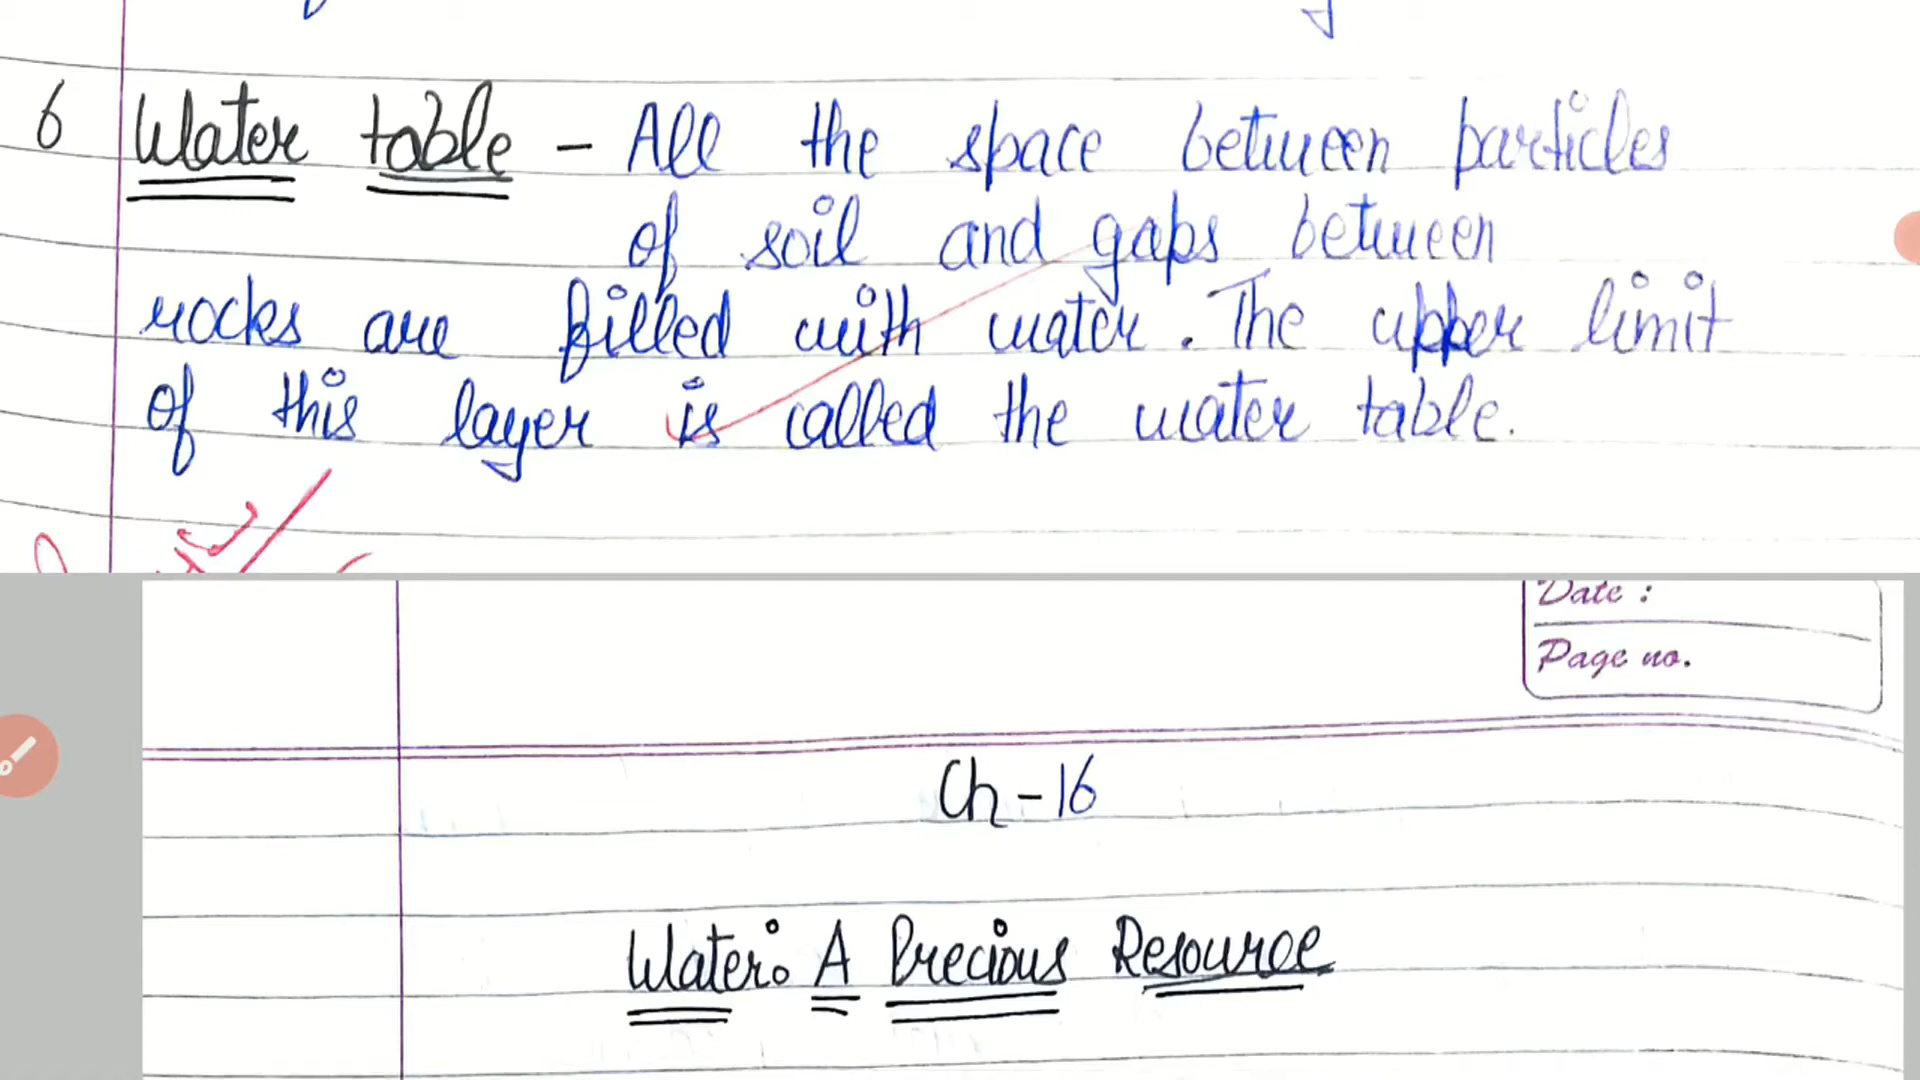 6 Water table - All the space between particles
of soil and gaps between
rocks are filled with water. The upper limit
of this layer is called the water table.
Date :
Page no.
Ch - 16
Water: A Precious Resource